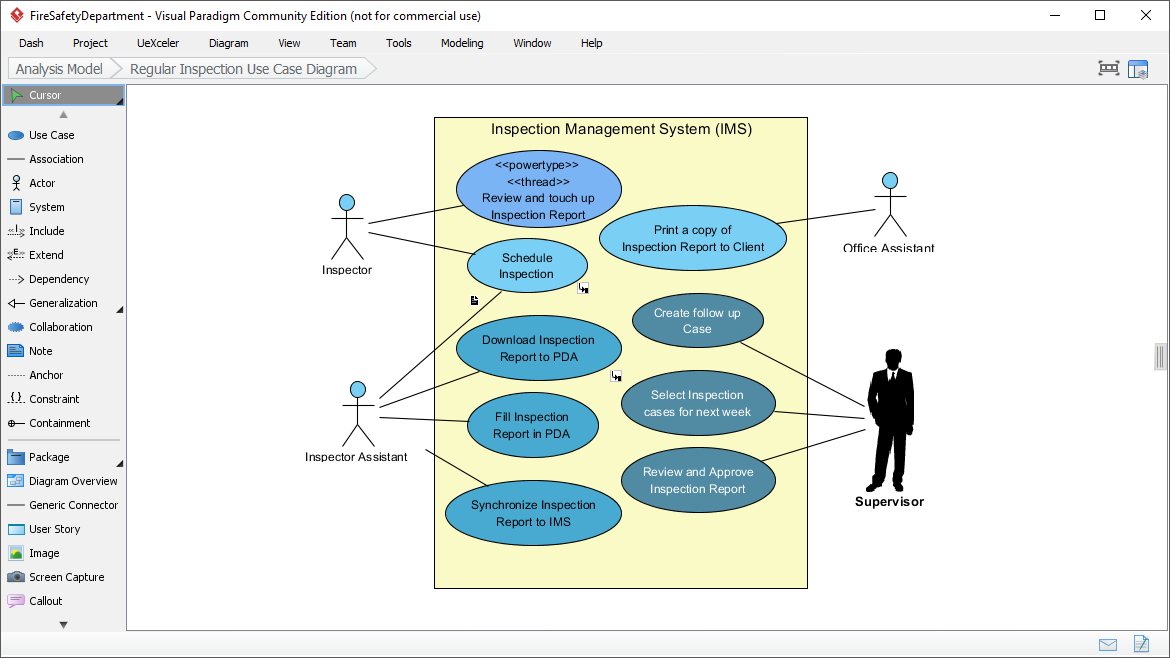 FireSafetyDepartment - Visual Paradigm Community Edition (not for commercial use)
Dash Project UeXceler Diagram View Team Tools Modeling Window Help
Analysis Model Regular Inspection Use Case Diagram
Cursor
Use Case
Association
Actor
System
Include
Extend
Dependency
Generalization
Collaboration
Note
Anchor
Constraint
Containment
Package
Diagram Overview
Generic Connector
User Story
Image
Screen Capture
Callout
Inspection Management System (IMS)
<<powertype>>
<<thread>>
Review and touch up
Inspection Report
Print a copy of
Inspection Report to Client
Schedule
Inspection
Create follow up
Case
Download Inspection
Report to PDA
Select Inspection
cases for next week
Fill Inspection
Report in PDA
Review and Approve
Inspection Report
Synchronize Inspection
Report to IMS
Inspector
Inspector Assistant
Office Assistant
Supervisor